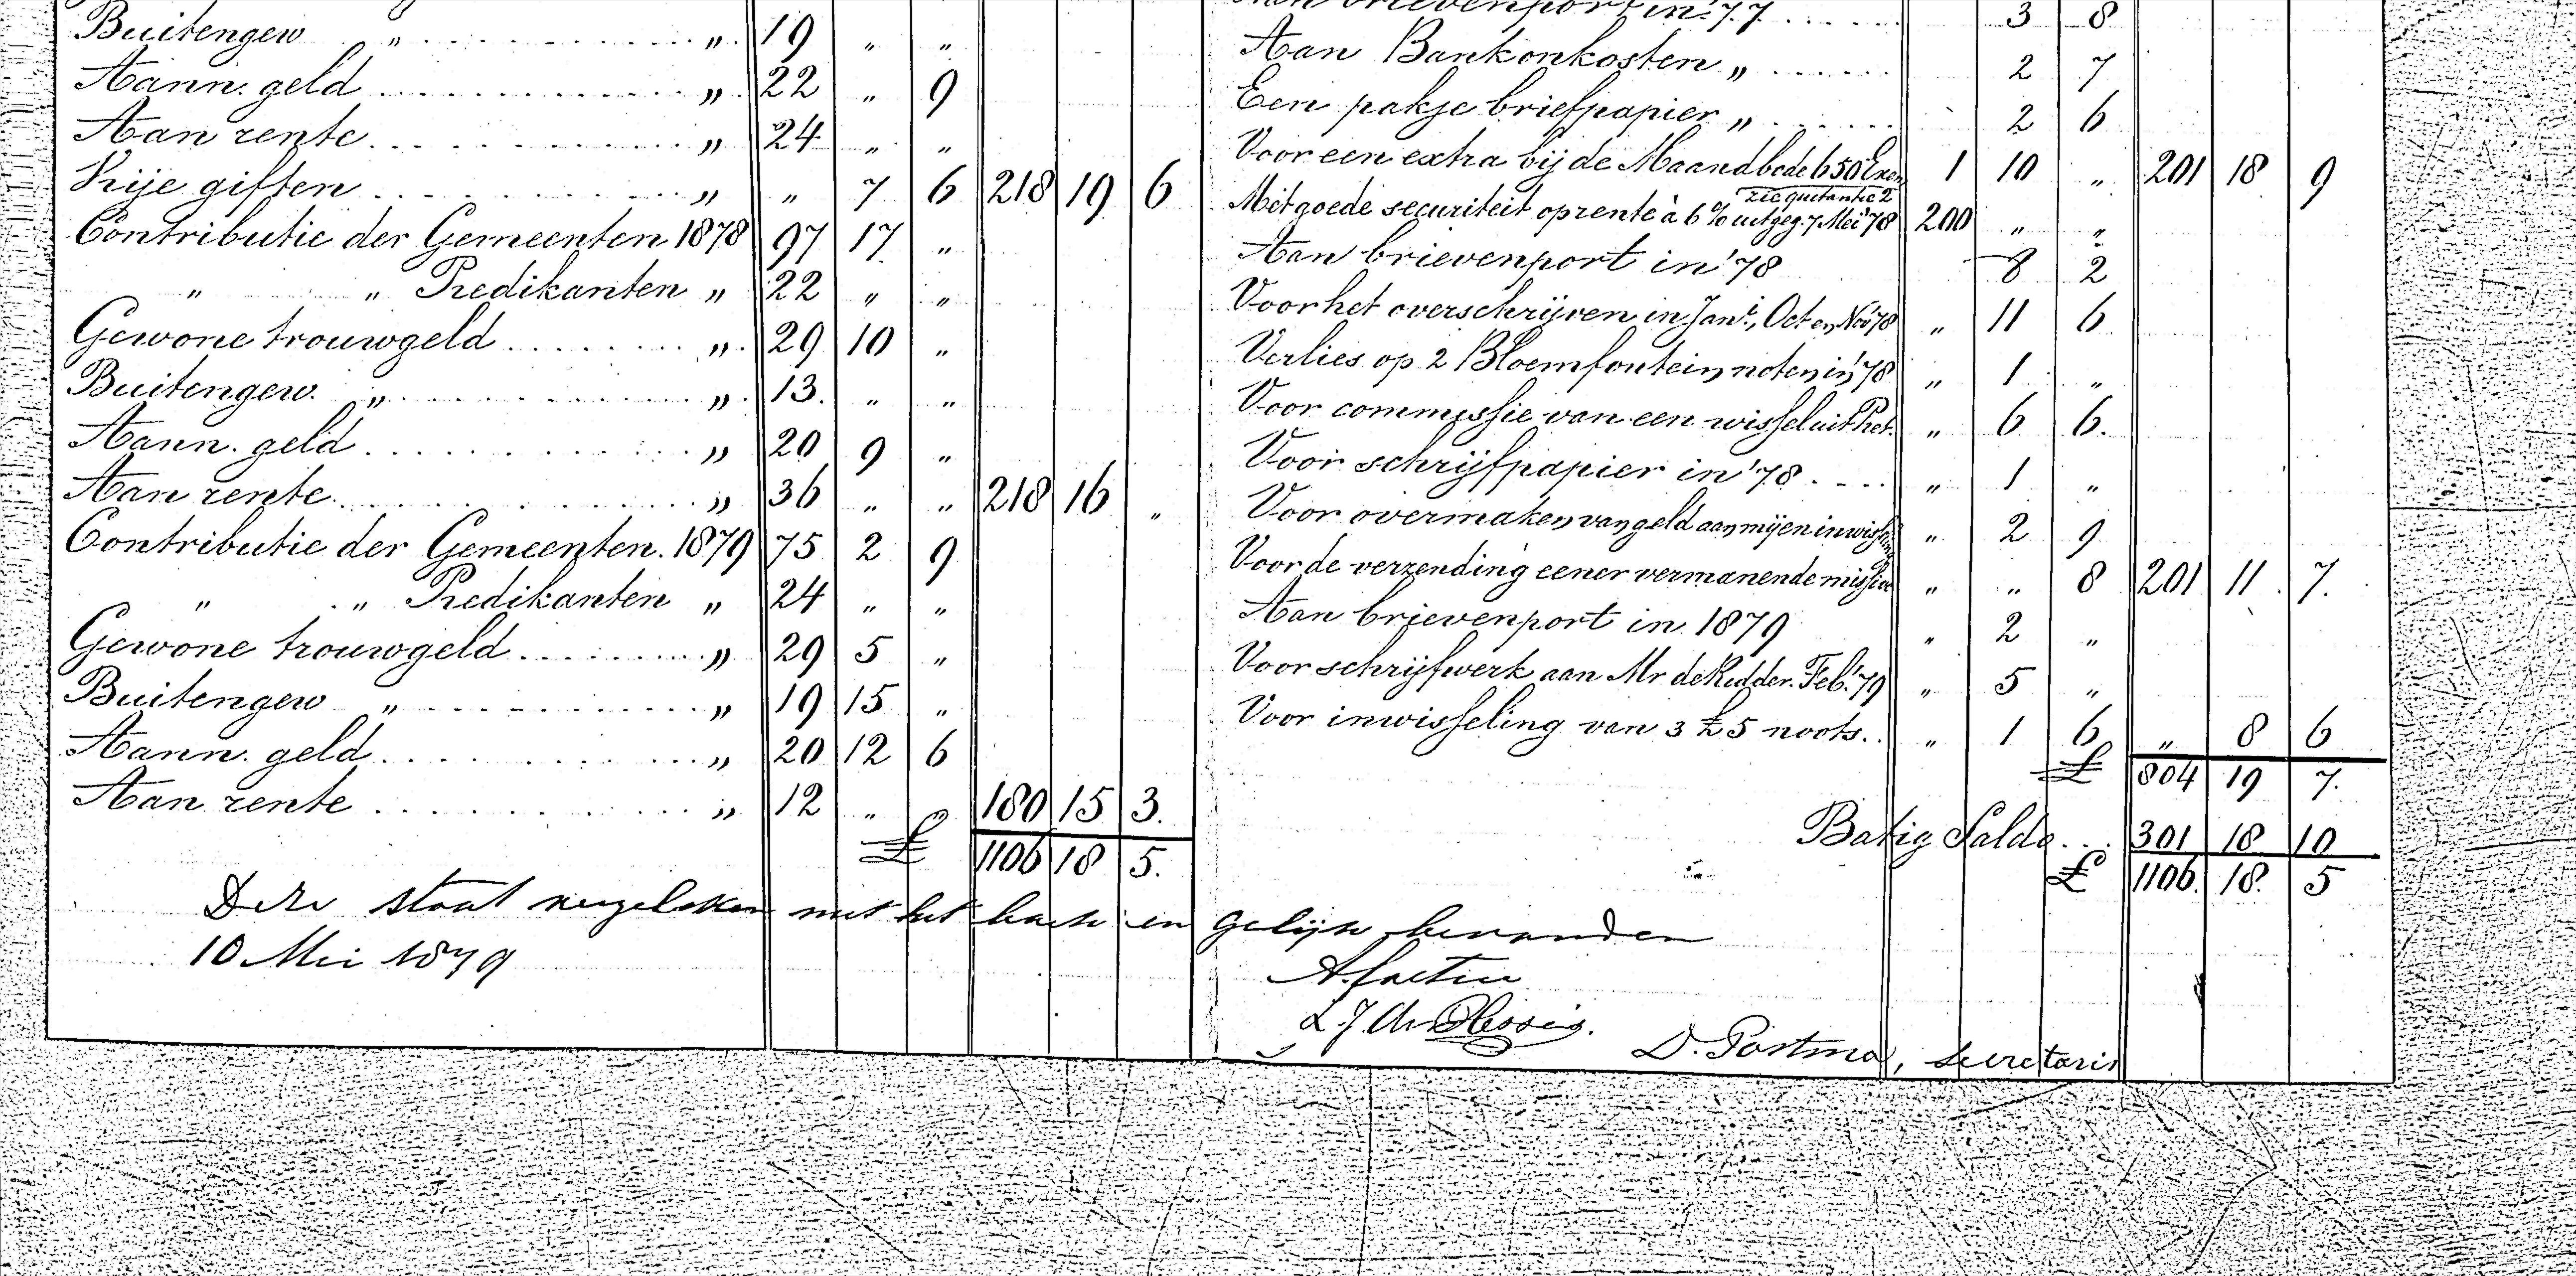 Buitengew „ „ 19 „ „
Aann. geld „ 22 „ 9
Aan rente „ 24 „ „
Vrije giften „ „ 7 6 218 19 6
Contributie der Gemeenten 1878 97 17 „
„ „ Predikanten „ 22 „ „
Gewone trouwgeld „ 29 10 „
Buitengew. „ „ 13. „ „
Aann. geld „ 20 9 „
Aan rente „ 36 „ „ 218 16 „
Contributie der Gemeenten. 1879 75 2 9
„ „ Predikanten „ 24 „ „
Gewone trouwgeld „ 29 5 „
Buitengew „ „ 19 15 „
Aann. geld „ 20 12 6
Aan rente „ 12 „ „ 180 15 3.
£ 1106 18 5.
Aan brievenport in '77 3 8
Aan Bankonkosten „ 2 7
Een pakje briefpapier „ 2 6
Voor een extra bij de Maandbode 650 Exem 1 10 „ 201 18 9
zie quitantie 2
Met goede securiteit op rente à 6 % uitgeg. 7 Mei '78 200 „ „
Aan brievenport in '78 8 2
Voor het overschrijven in Jan., Oct en Nov '78 „ 11 6
Verlies op 2 Bloemfontein noten in '78 „ 1 „
Voor commissie van een wissel uit Pret. „ 6 6.
Voor schrijfpapier in '78 „ 1 „
Voor overmaken van geld aan mij en inwisseling „ 2 9
Voor de verzending eener vermanende missive „ „ 8 201 11 7.
Aan brievenport in 1879 „ 2 „
Voor schrijfwerk aan Mr de Ridder. Feb. '79 „ 5 „
Voor inwisseling van 3 £5 noots. „ 1 6 „ 8 6
£ 804 19 7.
Batig Saldo 301 18 10
£ 1106. 18. 5
Deze staat vergeleken met het boek en gelijk bevonden
10 Mei 1879
L. J. du Plessis.
D. Postma, secretaris